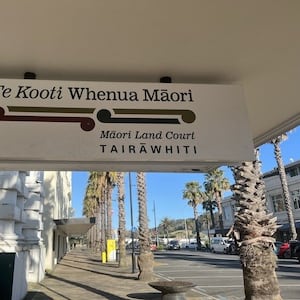 Te Kooti Whenua Māori
Māori Land Court
TAIRĀWHITI